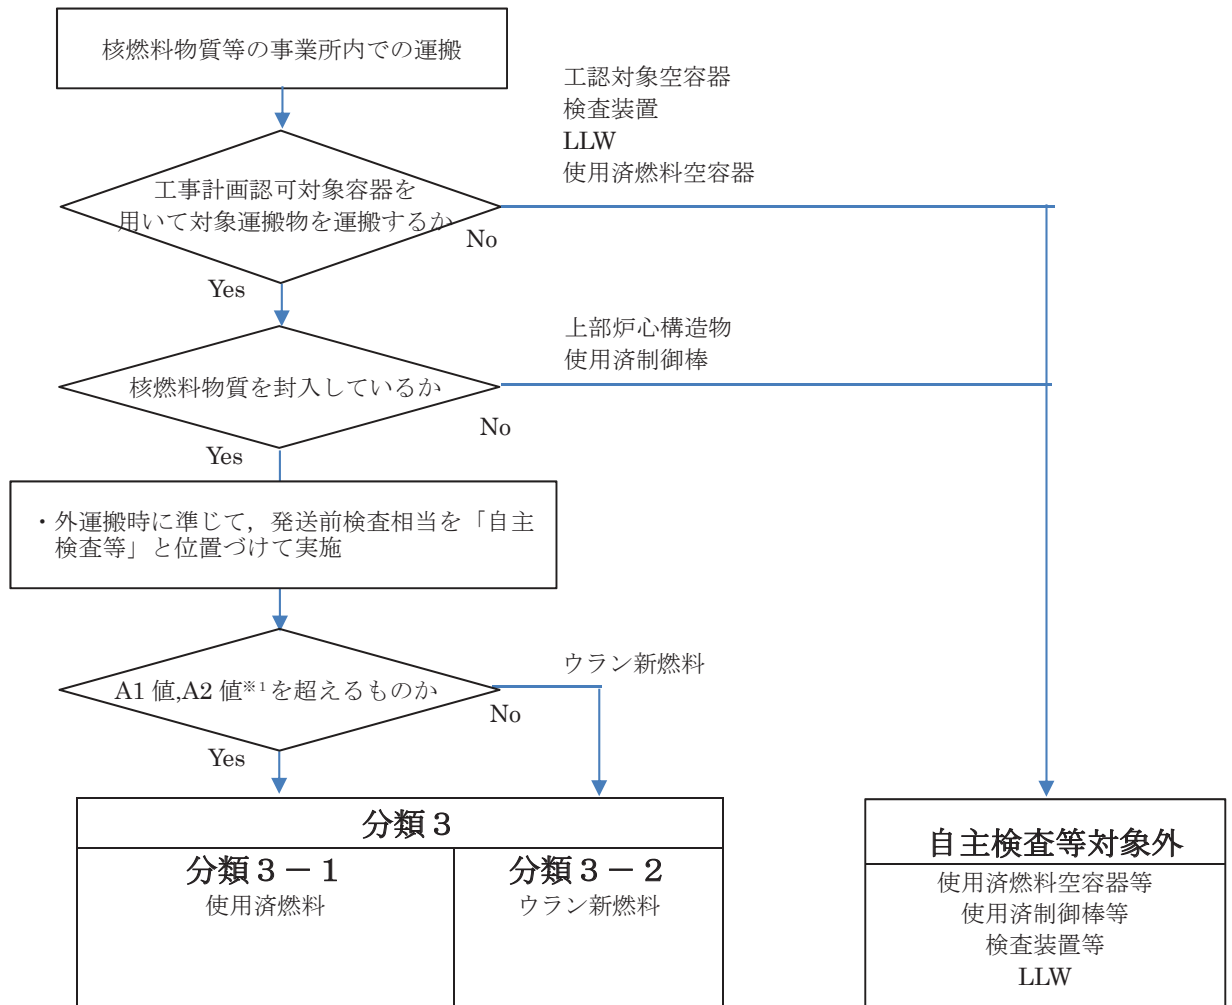 核燃料物質等の事業所内での運搬
工認対象空容器
検査装置
LLW
使用済燃料空容器
工事計画認可対象容器を
用いて対象運搬物を運搬するか
No
Yes
上部炉心構造物
使用済制御棒
核燃料物質を封入しているか
No
Yes
・外運搬時に準じて，発送前検査相当を「自主
検査等」と位置づけて実施
ウラン新燃料
A1 値,A2 値※1を超えるものか
No
Yes
分類３
分類３－１
使用済燃料
分類３－２
ウラン新燃料
自主検査等対象外
使用済燃料空容器等
使用済制御棒等
検査装置等
LLW